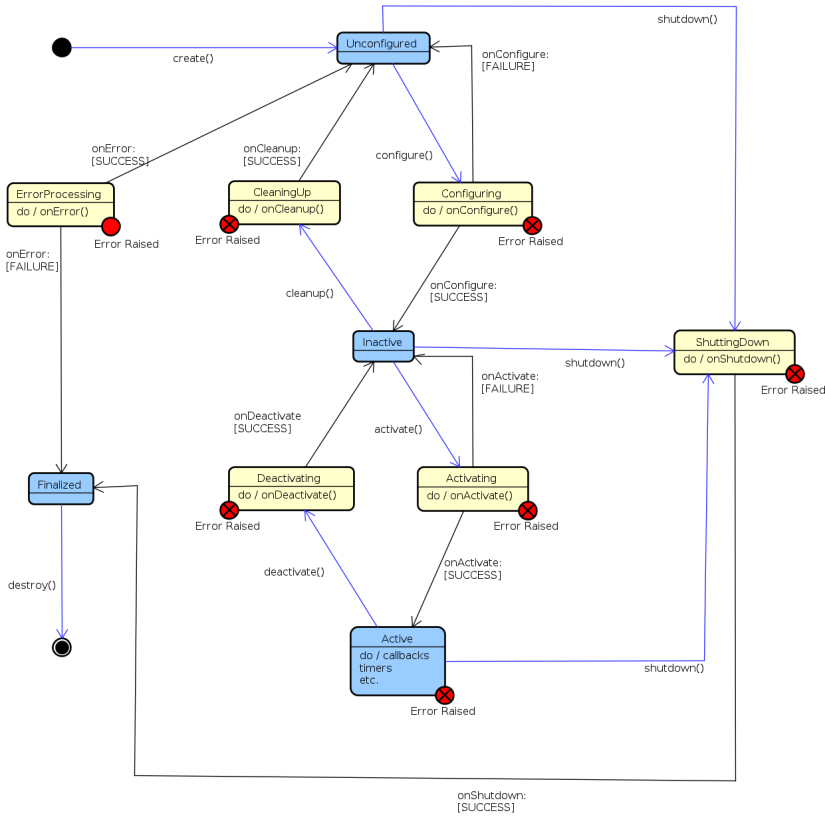 shutdown()
Unconfigured
create()
onConfigure:
[FAILURE]
onError:
[SUCCESS]
onCleanup:
[SUCCESS]
configure()
ErrorProcessing
do / onError()
Error Raised
CleaningUp
do / onCleanup()
Error Raised
Configuring
do / onConfigure()
Error Raised
onError:
[FAILURE]
cleanup()
onConfigure:
[SUCCESS]
Inactive
shutdown()
ShuttingDown
do / onShutdown()
Error Raised
onActivate:
[FAILURE]
onDeactivate
[SUCCESS]
activate()
Finalized
Deactivating
do / onDeactivate()
Error Raised
Activating
do / onActivate()
Error Raised
destroy()
deactivate()
onActivate:
[SUCCESS]
Active
do / callbacks
timers
etc.
Error Raised
shutdown()
onShutdown:
[SUCCESS]